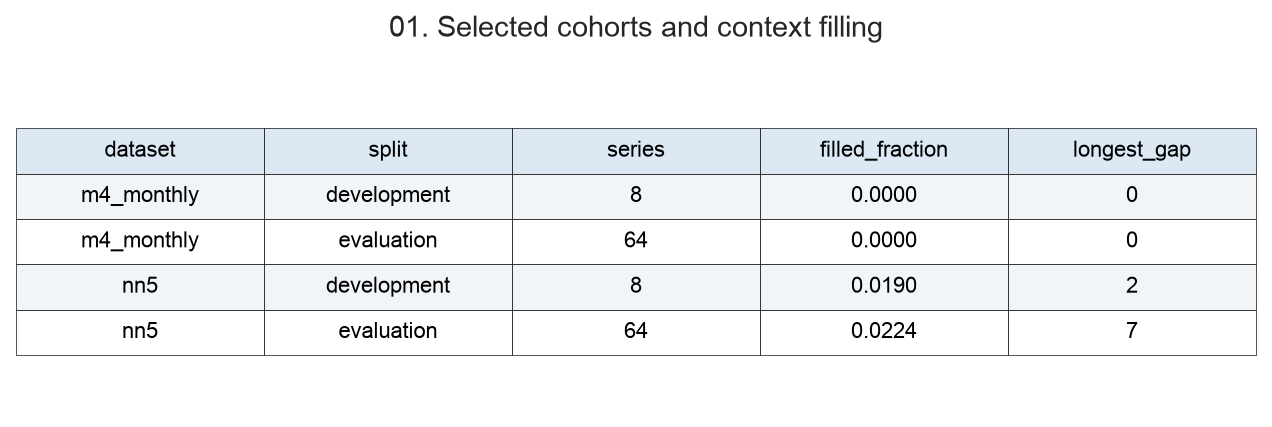 01. Selected cohorts and context filling
dataset split series filled_fraction longest_gap
m4_monthly development 8 0.0000 0
m4_monthly evaluation 64 0.0000 0
nn5 development 8 0.0190 2
nn5 evaluation 64 0.0224 7